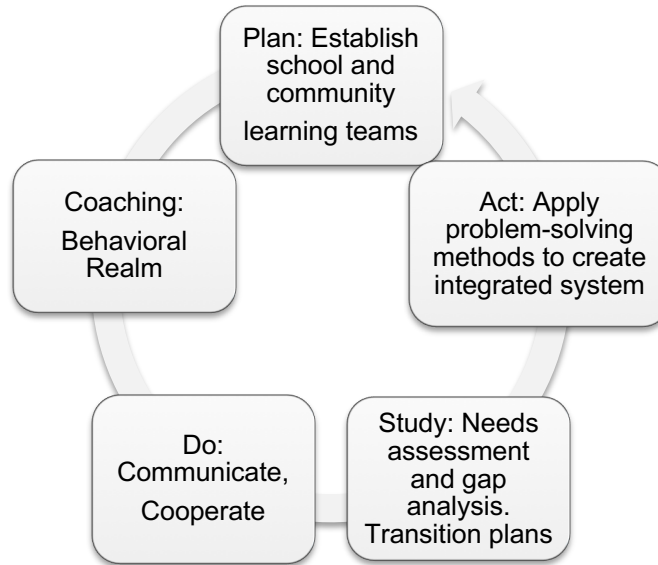 Plan: Establish
school and
community
learning teams
Coaching:
Behavioral
Realm
Act: Apply
problem-solving
methods to create
integrated system
Do:
Communicate,
Cooperate
Study: Needs
assessment
and gap
analysis.
Transition plans